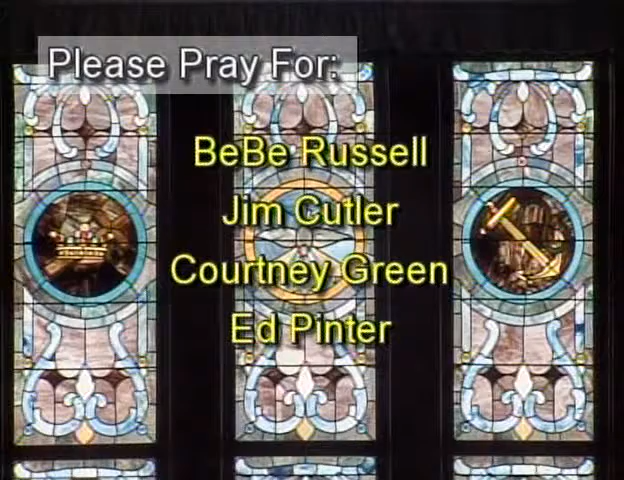 Please Pray For:
BeBe Russell
Jim Cutler
Courtney Green
Ed Pinter